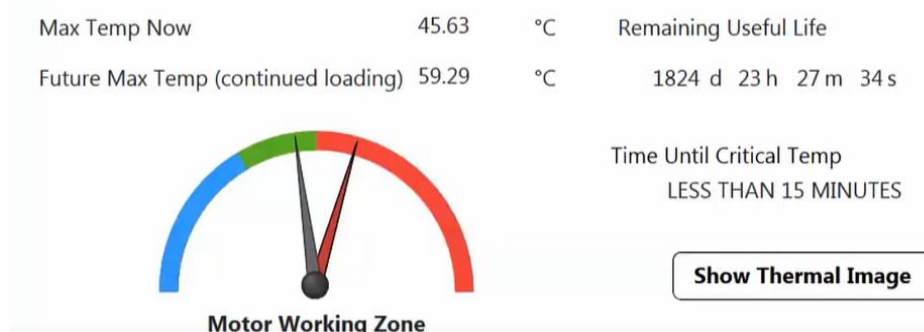 Max Temp Now 45.63 °C
Future Max Temp (continued loading) 59.29 °C
Remaining Useful Life
1824 d 23 h 27 m 34 s
Time Until Critical Temp
LESS THAN 15 MINUTES
Show Thermal Image
Motor Working Zone